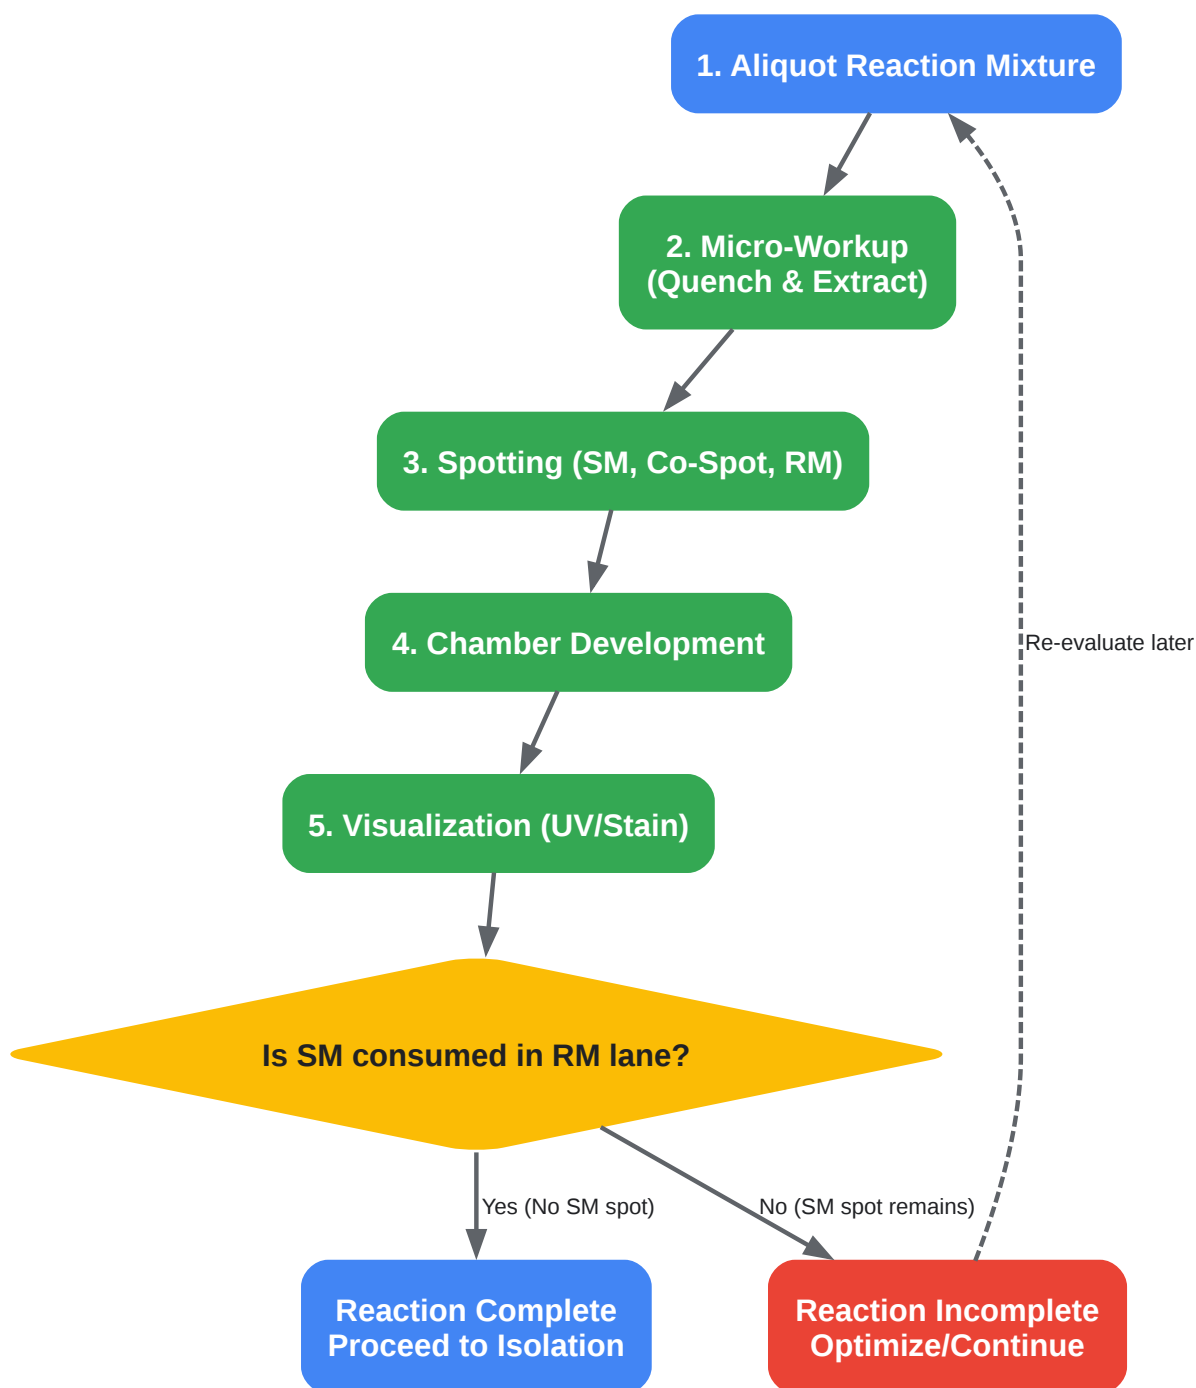 1. Aliquot Reaction Mixture
2. Micro-Workup
(Quench & Extract)
3. Spotting (SM, Co-Spot, RM)
4. Chamber Development
Re-evaluate later
5. Visualization (UV/Stain)
Is SM consumed in RM lane?
Yes (No SM spot)
No (SM spot remains)
Reaction Complete
Proceed to Isolation
Reaction Incomplete
Optimize/Continue